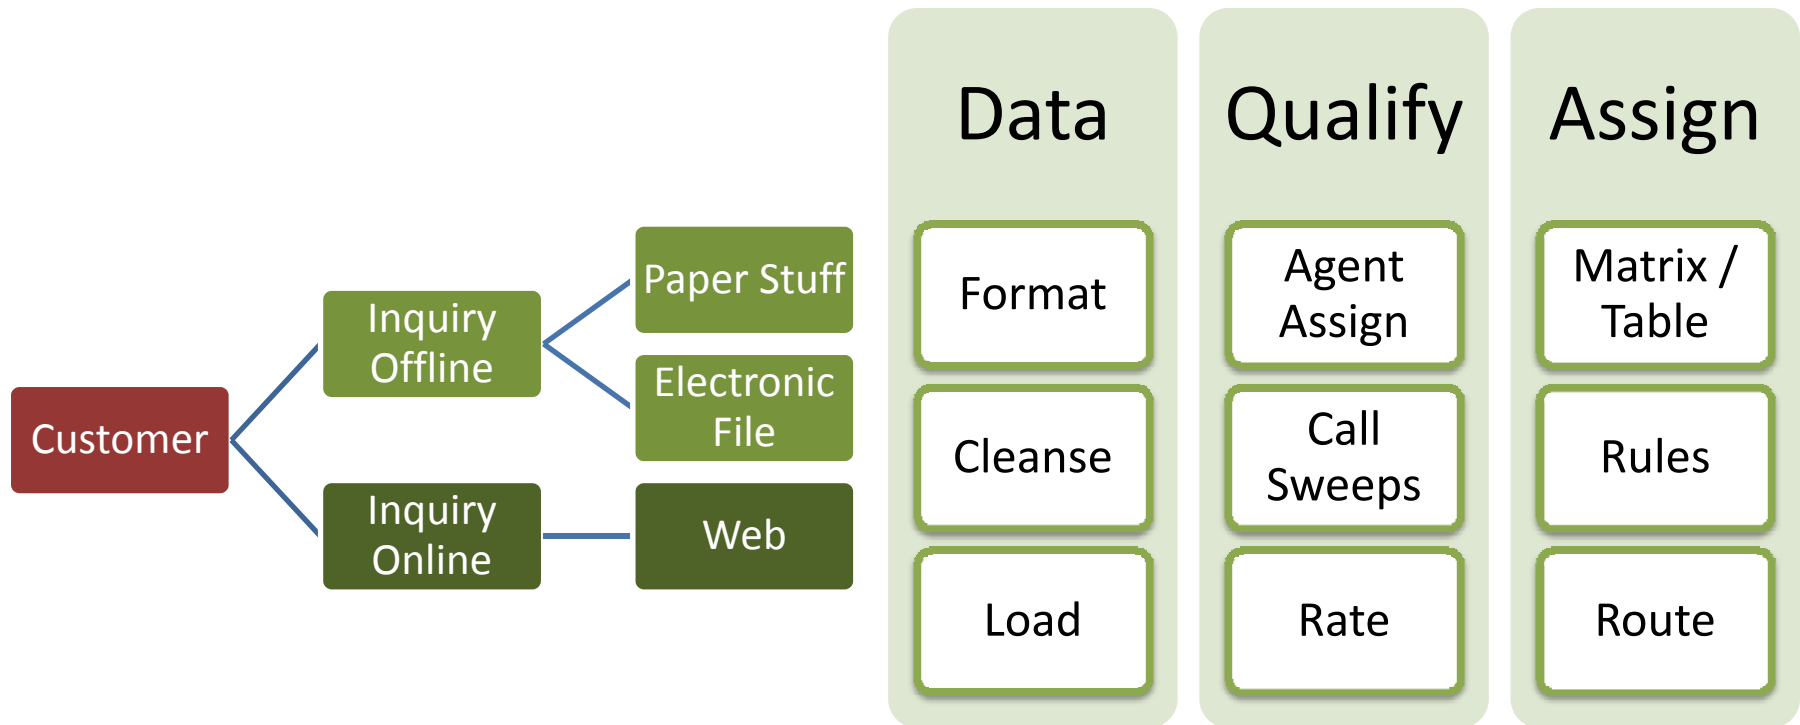 Customer
Inquiry
Offline
Inquiry
Online
Paper Stuff
Electronic
File
Web
Data
Format
Cleanse
Load
Qualify
Agent
Assign
Call
Sweeps
Rate
Assign
Matrix /
Table
Rules
Route